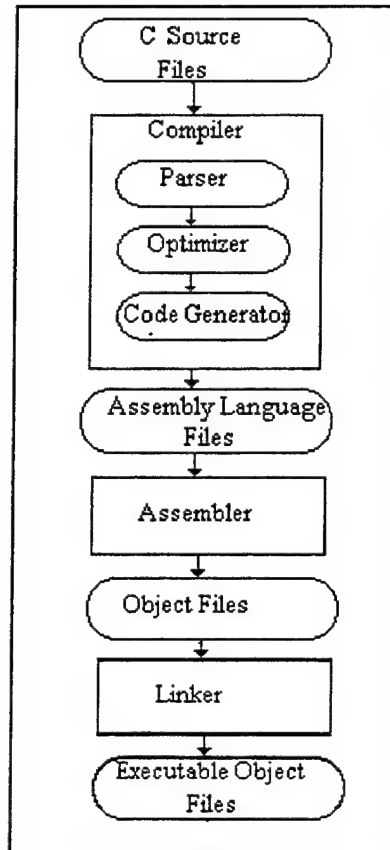 C Source
Files
Compiler
Parser
Optimizer
Code Generator
Assembly Language
Files
Assembler
Object Files
Linker
Executable Object
Files